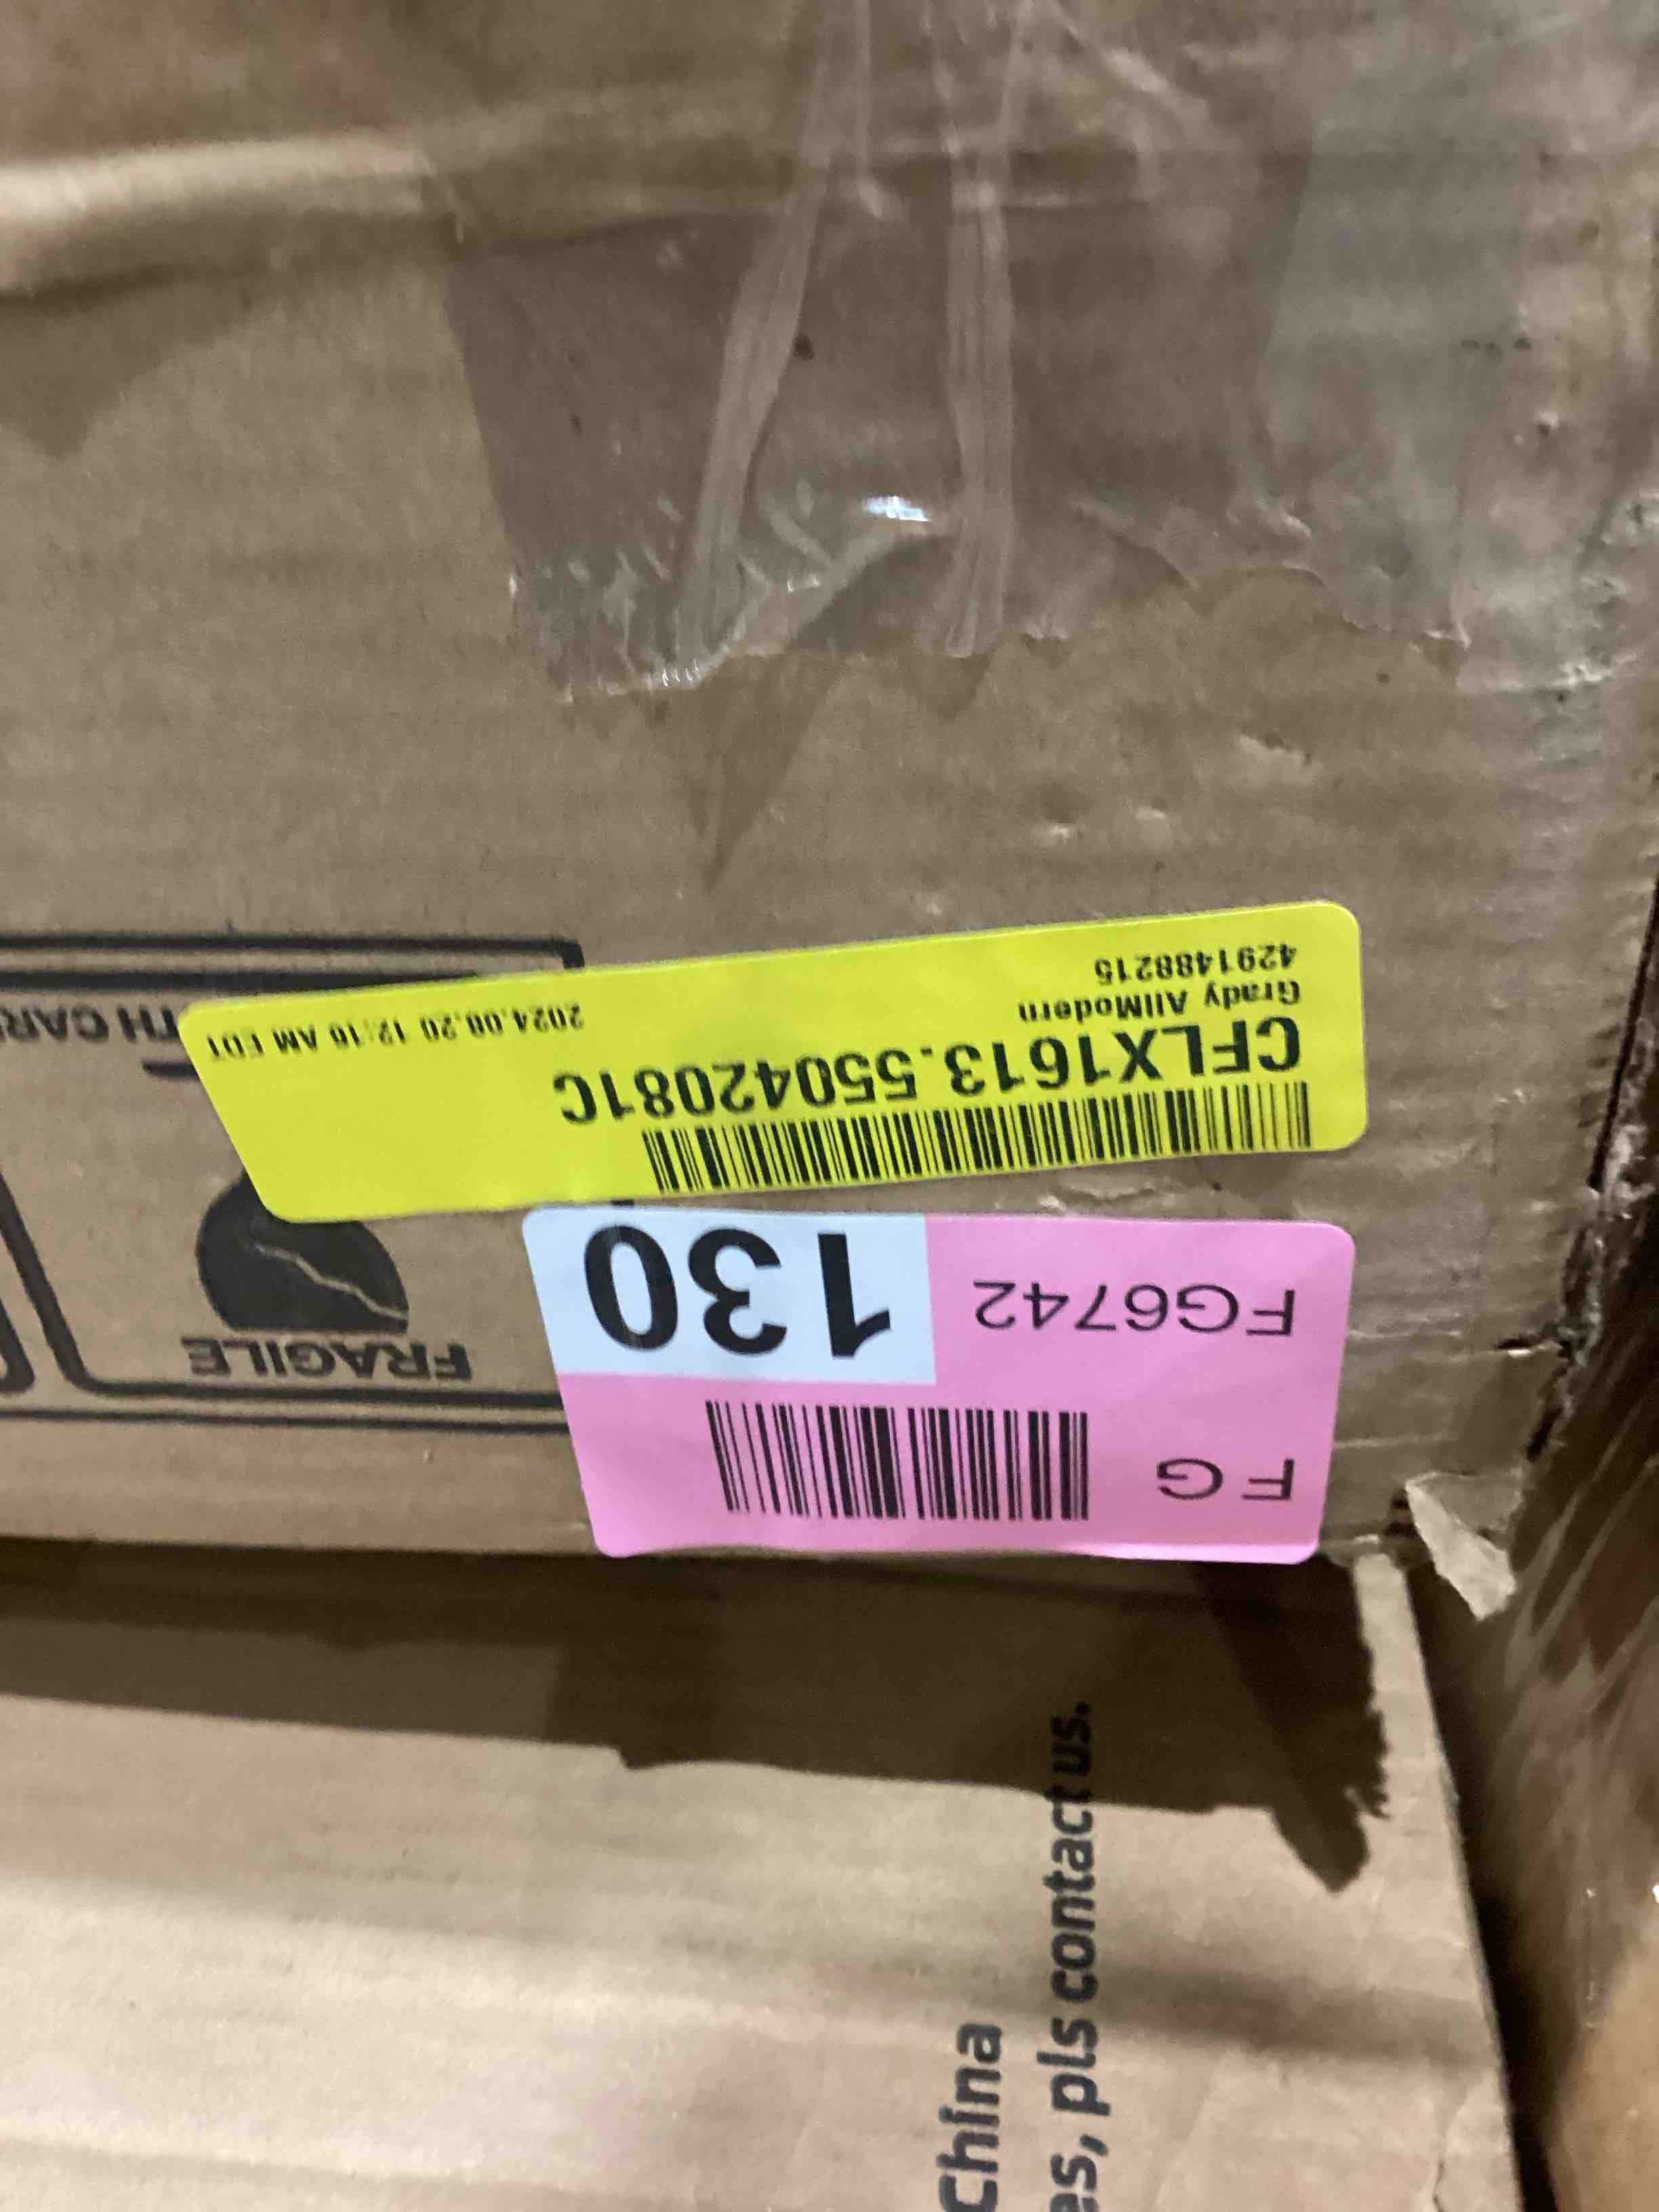 FG
FG6742
130
CFLX1613.55042081C
Grady AllModern
4291488215
2024.08.20 12:16 AM EDT
FRAGILE
China
pls contact us.